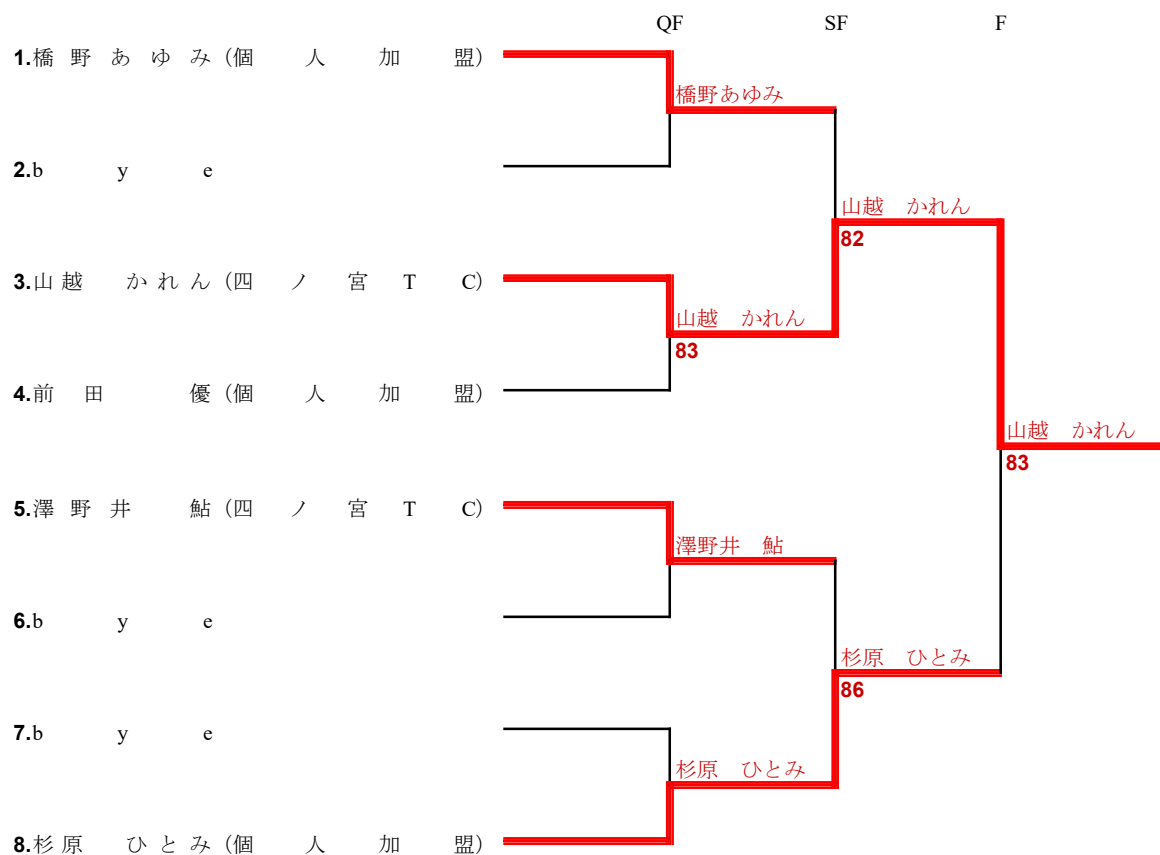 QF SF F
1.橋野あゆみ(個人加盟)
橋野あゆみ
2.bye
山越 かれん
82
3.山越 かれん(四ノ宮TC)
山越 かれん
83
4.前田 優(個人加盟)
山越 かれん
83
5.澤野井 鮎(四ノ宮TC)
澤野井 鮎
6.bye
杉原 ひとみ
86
7.bye
杉原 ひとみ
8.杉原 ひとみ(個人加盟)